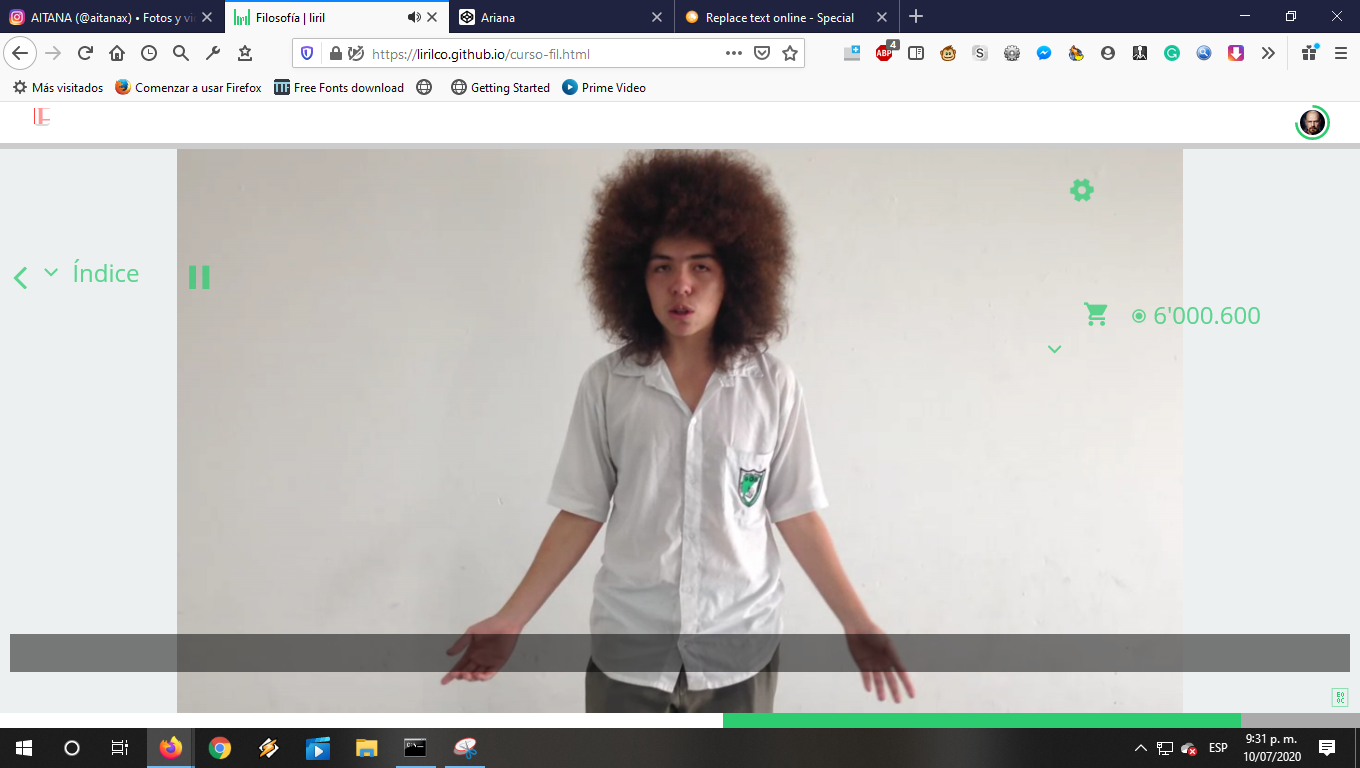 AITANA (@aitanax) • Fotos y vi
Filosofía | liril
Ariana
Replace text online - Special
https://lirilco.github.io/curso-fil.html
ABP
4
S
Más visitados
Comenzar a usar Firefox
Free Fonts download
Getting Started
Prime Video
Índice
6'000.600
ESP
9:31 p. m.
10/07/2020